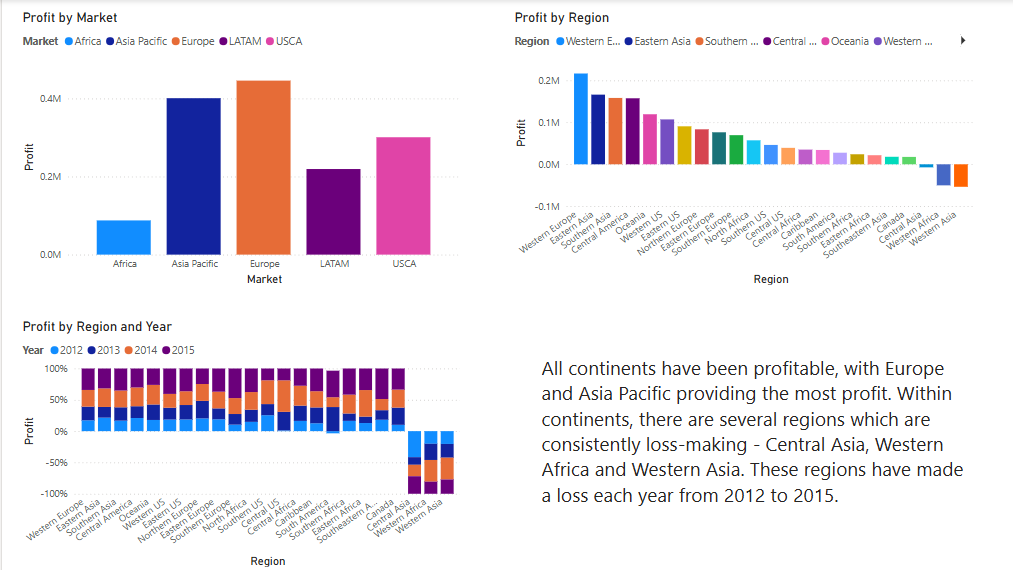 Profit by Market
Market Africa Asia Pacific Europe LATAM USCA
0.4M
0.2M
0.0M
Profit
Africa Asia Pacific Europe LATAM USCA
Market
Profit by Region
Region Western E... Eastern Asia Southern ... Central ... Oceania Western ...
0.2M
0.1M
0.0M
-0.1M
Profit
Western Europe
Eastern Asia
Southern Asia
Central America
Oceania
Western US
Eastern US
Northern Europe
Eastern Europe
Southern Europe
North Africa
Southern US
Central US
Central Africa
Caribbean
South America
Southern Africa
Eastern Africa
Southeastern Asia
Canada
Central Asia
Western Africa
Western Asia
Region
Profit by Region and Year
Year 2012 2013 2014 2015
100%
50%
0%
-50%
-100%
Profit
Western Europe
Eastern Asia
Southern Asia
Central America
Oceania
Western US
Eastern US
Northern Europe
Eastern Europe
Southern Europe
North Africa
Southern US
Central US
Central Africa
Caribbean
South America
Southern Africa
Eastern Africa
Southeastern A...
Canada
Central Asia
Western Africa
Western Asia
Region
All continents have been profitable, with Europe
and Asia Pacific providing the most profit. Within
continents, there are several regions which are
consistently loss-making - Central Asia, Western
Africa and Western Asia. These regions have made
a loss each year from 2012 to 2015.